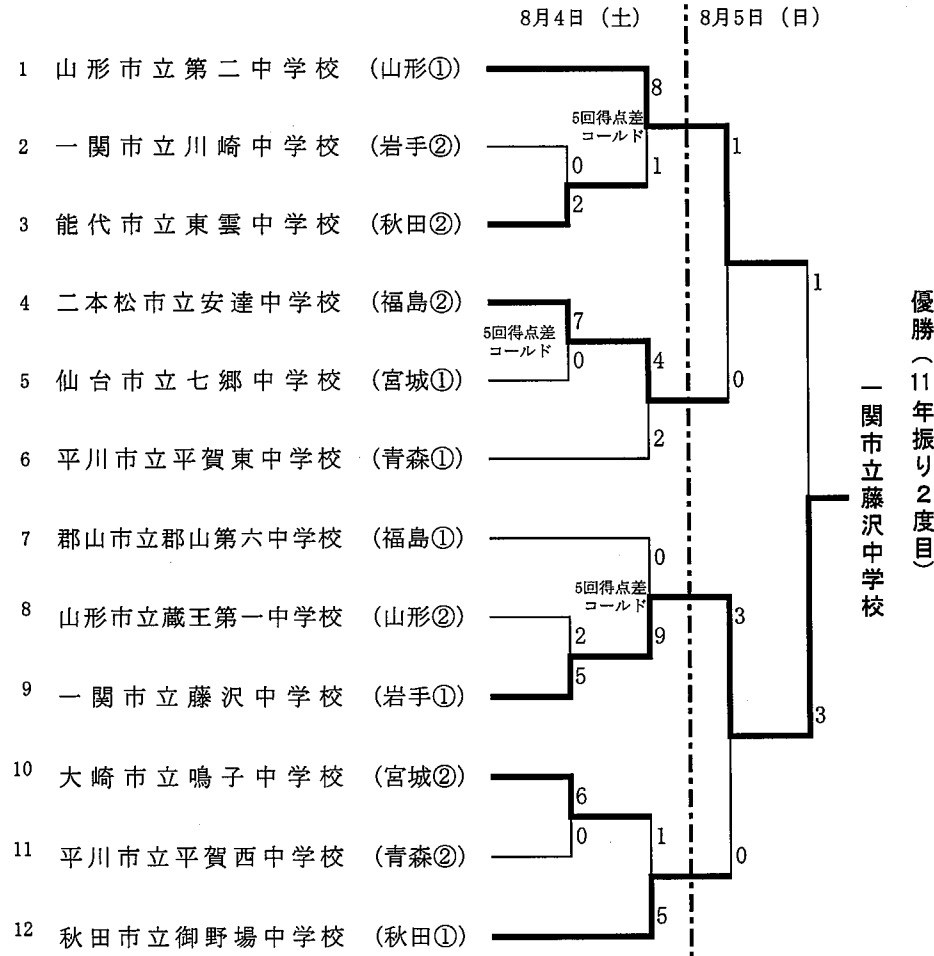 8月4日（土）
8月5日（日）
1 山形市立第二中学校 （山形①）
8
5回得点差
コールド
1
2 一関市立川崎中学校 （岩手②）
0
1
3 能代市立東雲中学校 （秋田②）
2
4 二本松市立安達中学校 （福島②）
7
5回得点差
コールド
0
4
5 仙台市立七郷中学校 （宮城①）
0
2
6 平川市立平賀東中学校 （青森①）
1
7 郡山市立郡山第六中学校 （福島①）
0
5回得点差
コールド
8 山形市立蔵王第一中学校 （山形②）
2
9
3
9 一関市立藤沢中学校 （岩手①）
5
3
10 大崎市立鳴子中学校 （宮城②）
6
0
1
11 平川市立平賀西中学校 （青森②）
0
5
12 秋田市立御野場中学校 （秋田①）
優勝（11年振り２度目）
一関市立藤沢中学校